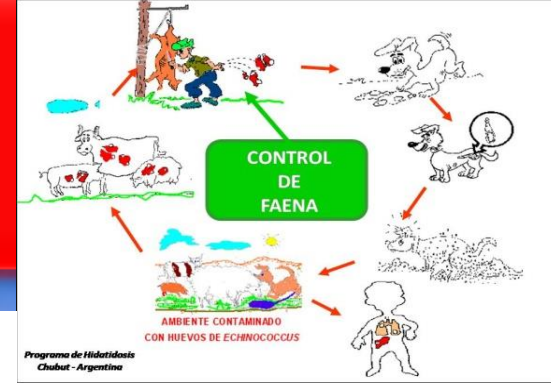 CONTROL
DE
FAENA
AMBIENTE CONTAMINADO
CON HUEVOS DE ECHINOCOCCUS
Programa de Hidatidosis
Chubut - Argentina